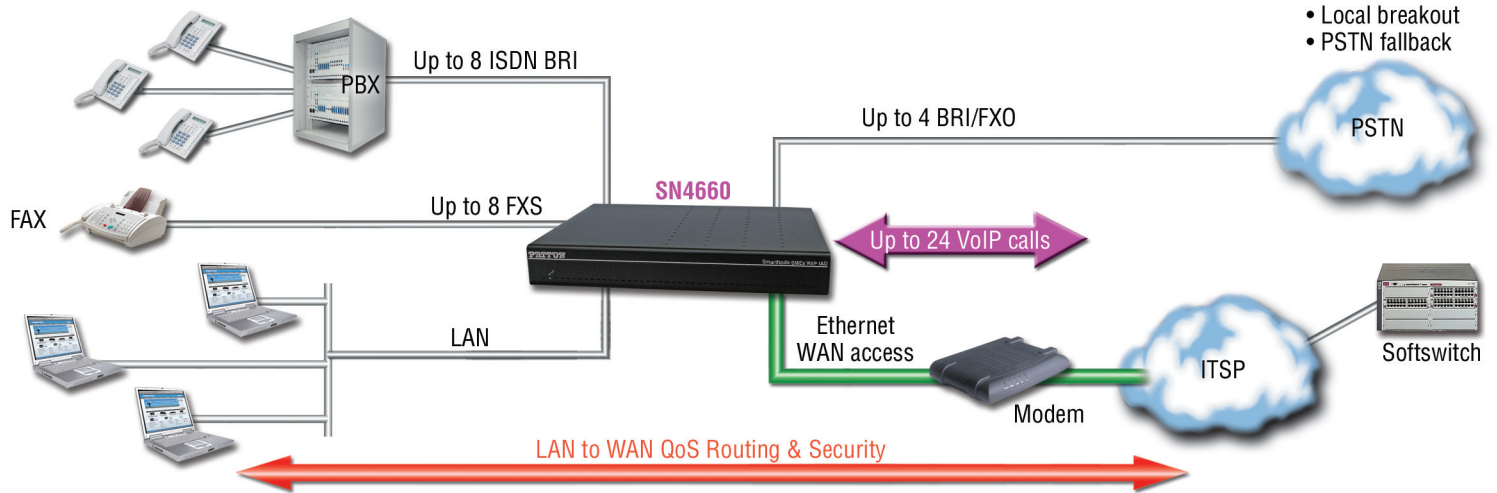 • Local breakout
• PSTN fallback
Up to 8 ISDN BRI
PBX
Up to 4 BRI/FXO
PSTN
SN4660
Up to 8 FXS
FAX
Up to 24 VoIP calls
PATTON
SmartNode SMEx VoIP IAD
Ethernet
WAN access
LAN
ITSP
Softswitch
Modem
LAN to WAN QoS Routing & Security